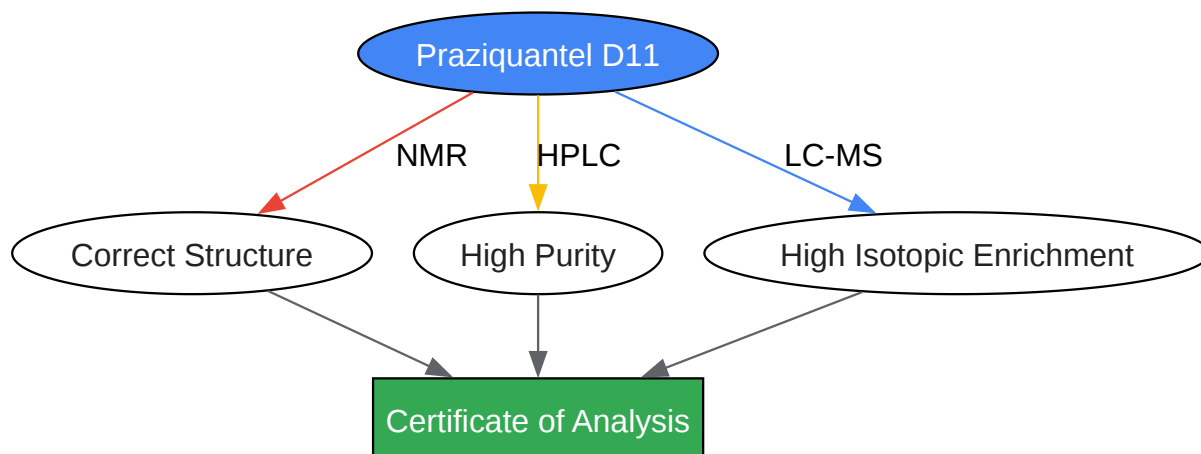 Praziquantel D11
NMR
HPLC
LC-MS
Correct Structure
High Purity
High Isotopic Enrichment
Certificate of Analysis